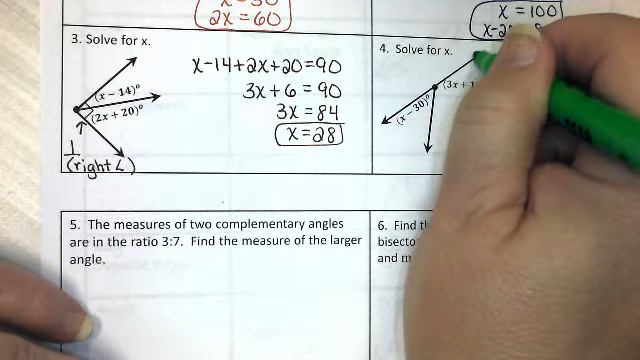 2x = 60
x = 100
3. Solve for x.
(x − 14)°
(2x + 20)°
⊥
(right ∠)
x-14+2x+20=90
3x+6 = 90
3x = 84
x=28
4. Solve for x.
(x − 30)°
(3x +
5. The measures of two complementary angles
are in the ratio 3:7. Find the measure of the larger
angle.
6. Find
bisecto
and m